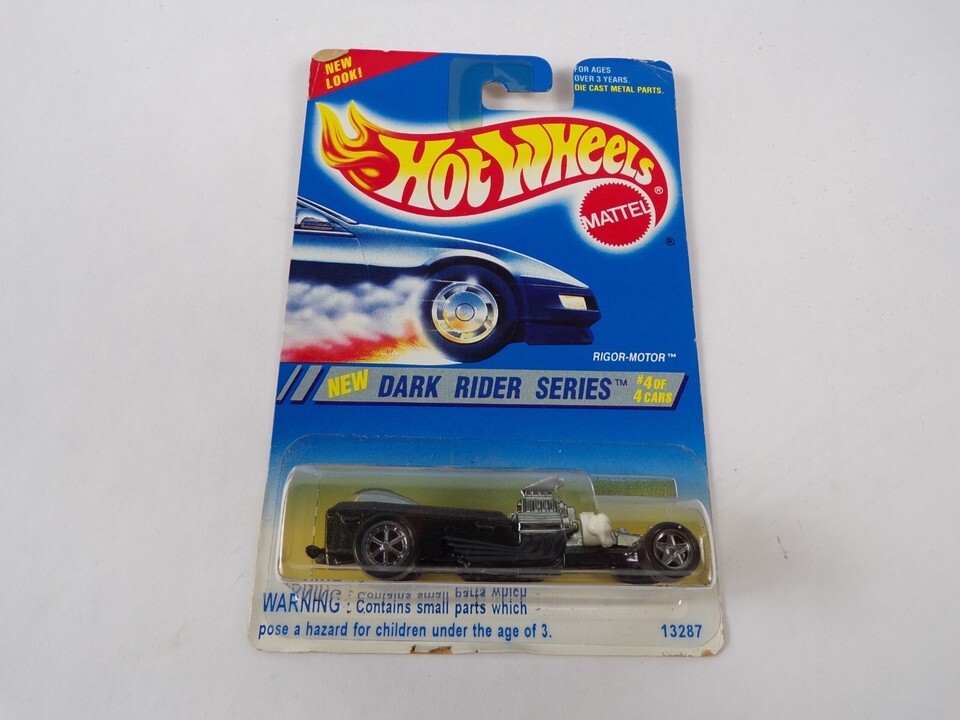 NEW
LOOK!
FOR AGES
OVER 3 YEARS.
DIE CAST METAL PARTS.
HOT WHEELS®
MATTEL
®
RIGOR-MOTOR™
NEW DARK RIDER SERIES™ #4 OF
4 CARS
WARNING : Contains small parts which
pose a hazard for children under the age of 3.
13287